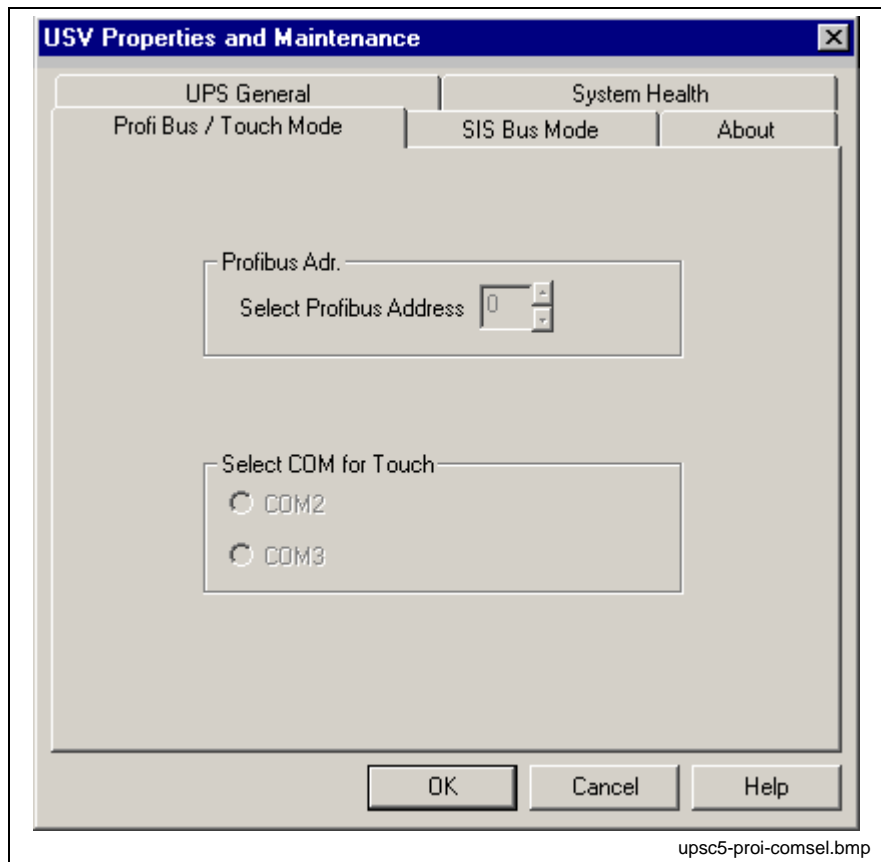 USV Properties and Maintenance
UPS General System Health
Profi Bus / Touch Mode SIS Bus Mode About
Profibus Adr.
Select Profibus Address 0
Select COM for Touch
COM2
COM3
OK Cancel Help
upsc5-proi-comsel.bmp